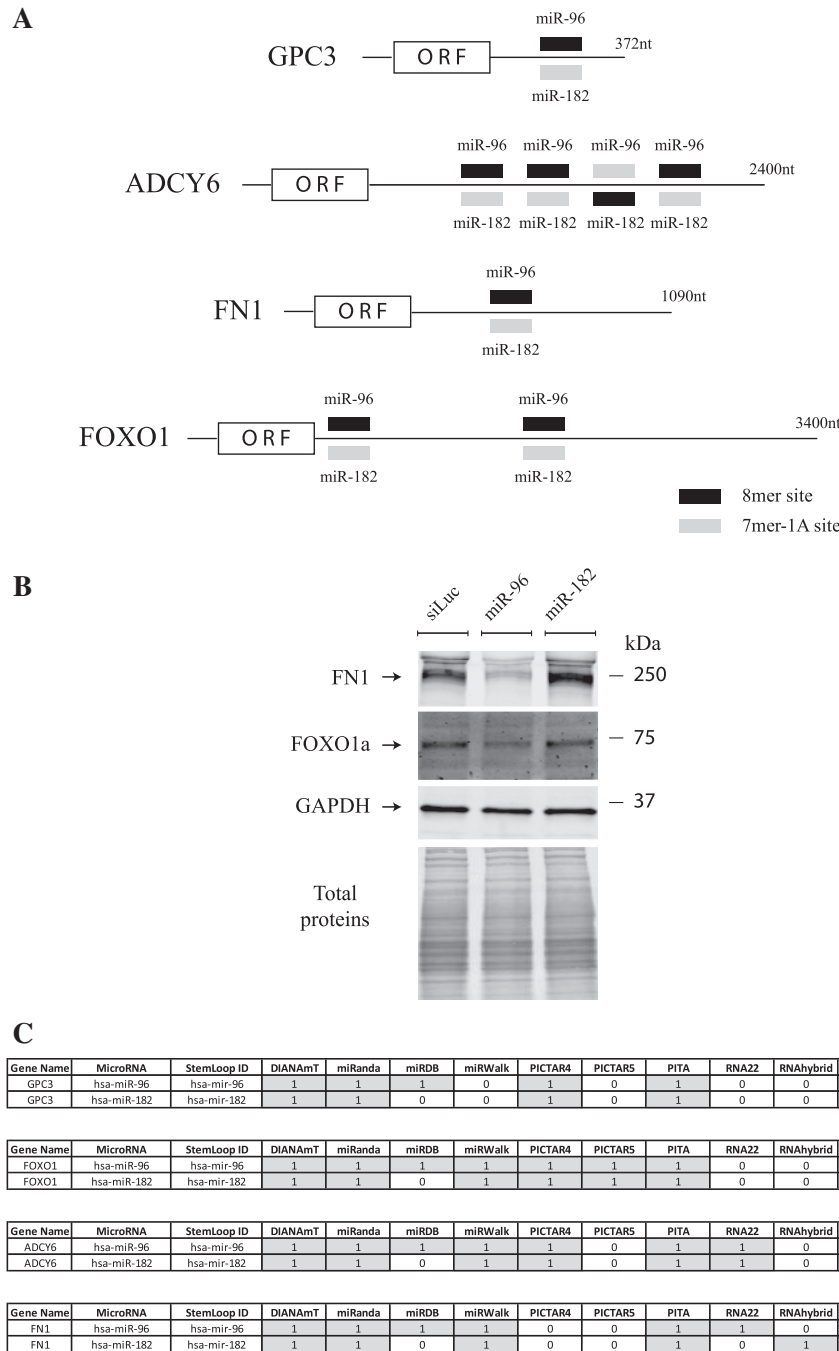 A
miR-96
GPC3
ORF
372nt
miR-182
miR-96 miR-96 miR-96 miR-96
ADCY6
ORF
2400nt
miR-182 miR-182 miR-182 miR-182
miR-96
FN1
ORF
1090nt
miR-182
miR-96 miR-96
FOXO1
ORF
3400nt
miR-182 miR-182
8mer site
7mer-1A site
B
siLuc miR-96 miR-182
kDa
FN1 → — 250
FOXO1a → — 75
GAPDH → — 37
Total
proteins
C
Gene Name MicroRNA StemLoop ID DIANAmT miRanda miRDB miRWalk PICTAR4 PICTAR5 PITA RNA22 RNAhybrid
GPC3 hsa-miR-96 hsa-mir-96 1 1 1 0 1 0 1 0 0
GPC3 hsa-miR-182 hsa-mir-182 1 1 0 0 1 0 1 0 0
Gene Name MicroRNA StemLoop ID DIANAmT miRanda miRDB miRWalk PICTAR4 PICTAR5 PITA RNA22 RNAhybrid
FOXO1 hsa-miR-96 hsa-mir-96 1 1 1 1 1 1 1 0 0
FOXO1 hsa-miR-182 hsa-mir-182 1 1 0 1 1 1 1 0 0
Gene Name MicroRNA StemLoop ID DIANAmT miRanda miRDB miRWalk PICTAR4 PICTAR5 PITA RNA22 RNAhybrid
ADCY6 hsa-miR-96 hsa-mir-96 1 1 1 1 1 0 1 1 0
ADCY6 hsa-miR-182 hsa-mir-182 1 1 0 1 1 0 1 1 0
Gene Name MicroRNA StemLoop ID DIANAmT miRanda miRDB miRWalk PICTAR4 PICTAR5 PITA RNA22 RNAhybrid
FN1 hsa-miR-96 hsa-mir-96 1 1 1 1 0 0 1 1 0
FN1 hsa-miR-182 hsa-mir-182 1 1 0 1 0 0 1 0 1